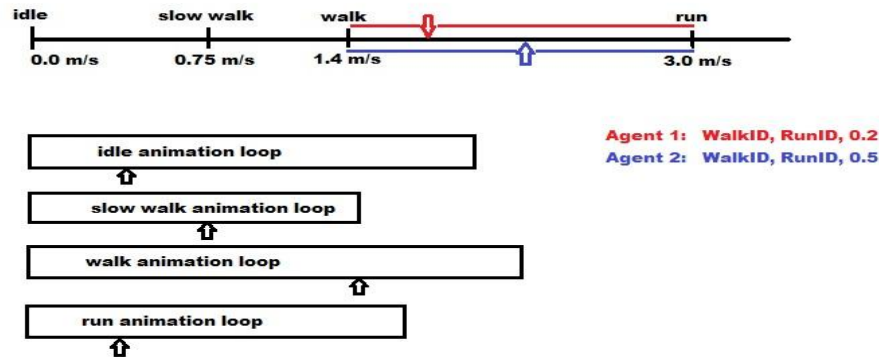 idle slow walk walk run
0.0 m/s 0.75 m/s 1.4 m/s 3.0 m/s
Agent 1: WalkID, RunID, 0.2
Agent 2: WalkID, RunID, 0.5
idle animation loop
slow walk animation loop
walk animation loop
run animation loop